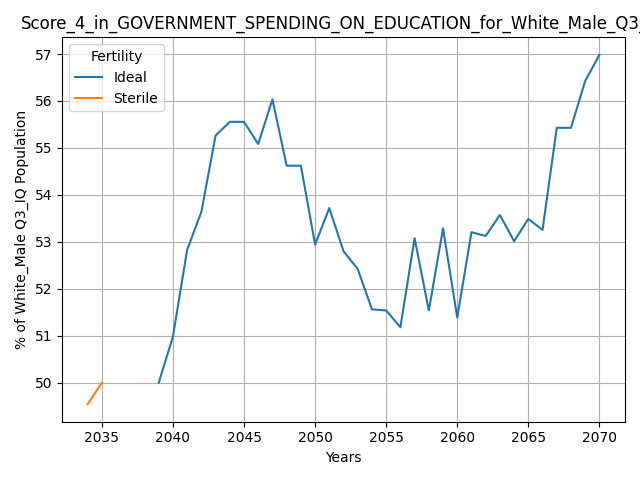 Score_4_in_GOVERNMENT_SPENDING_ON_EDUCATION_for_White_Male_Q3_
Fertility
Ideal
Sterile
% of White_Male Q3_IQ Population
57
56
55
54
53
52
51
50
2035 2040 2045 2050 2055 2060 2065 2070
Years